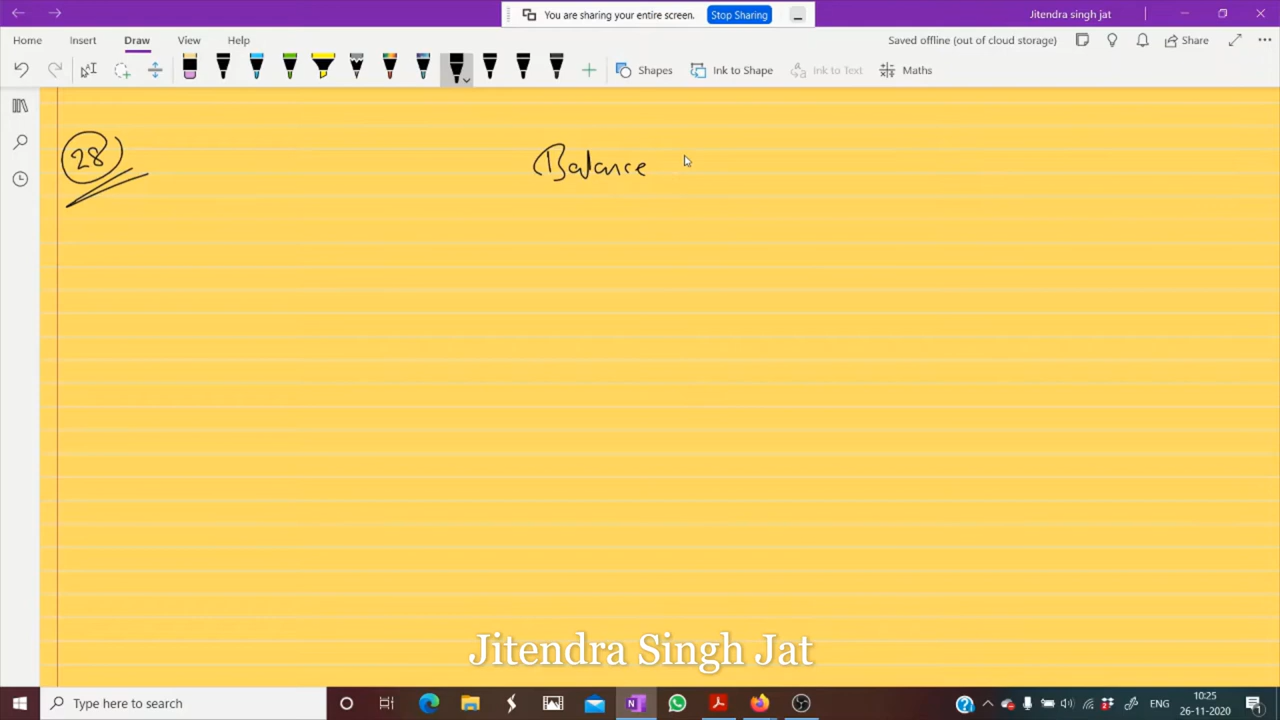 You are sharing your entire screen. Stop Sharing
Jitendra singh jat
Home Insert Draw View Help
Saved offline (out of cloud storage)
Share
Shapes
Ink to Shape
Ink to Text
Maths
28
Balance
Jitendra Singh Jat
Type here to search
ENG
10:25
26-11-2020
1